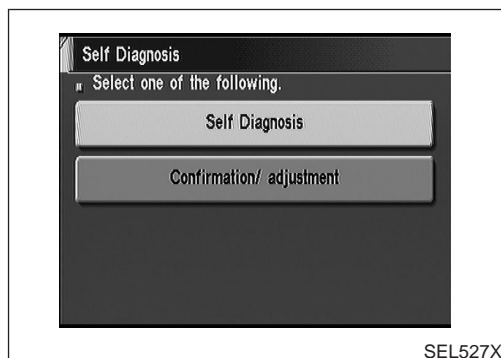 Self Diagnosis
Select one of the following.
Self Diagnosis
Confirmation/ adjustment
SEL527X